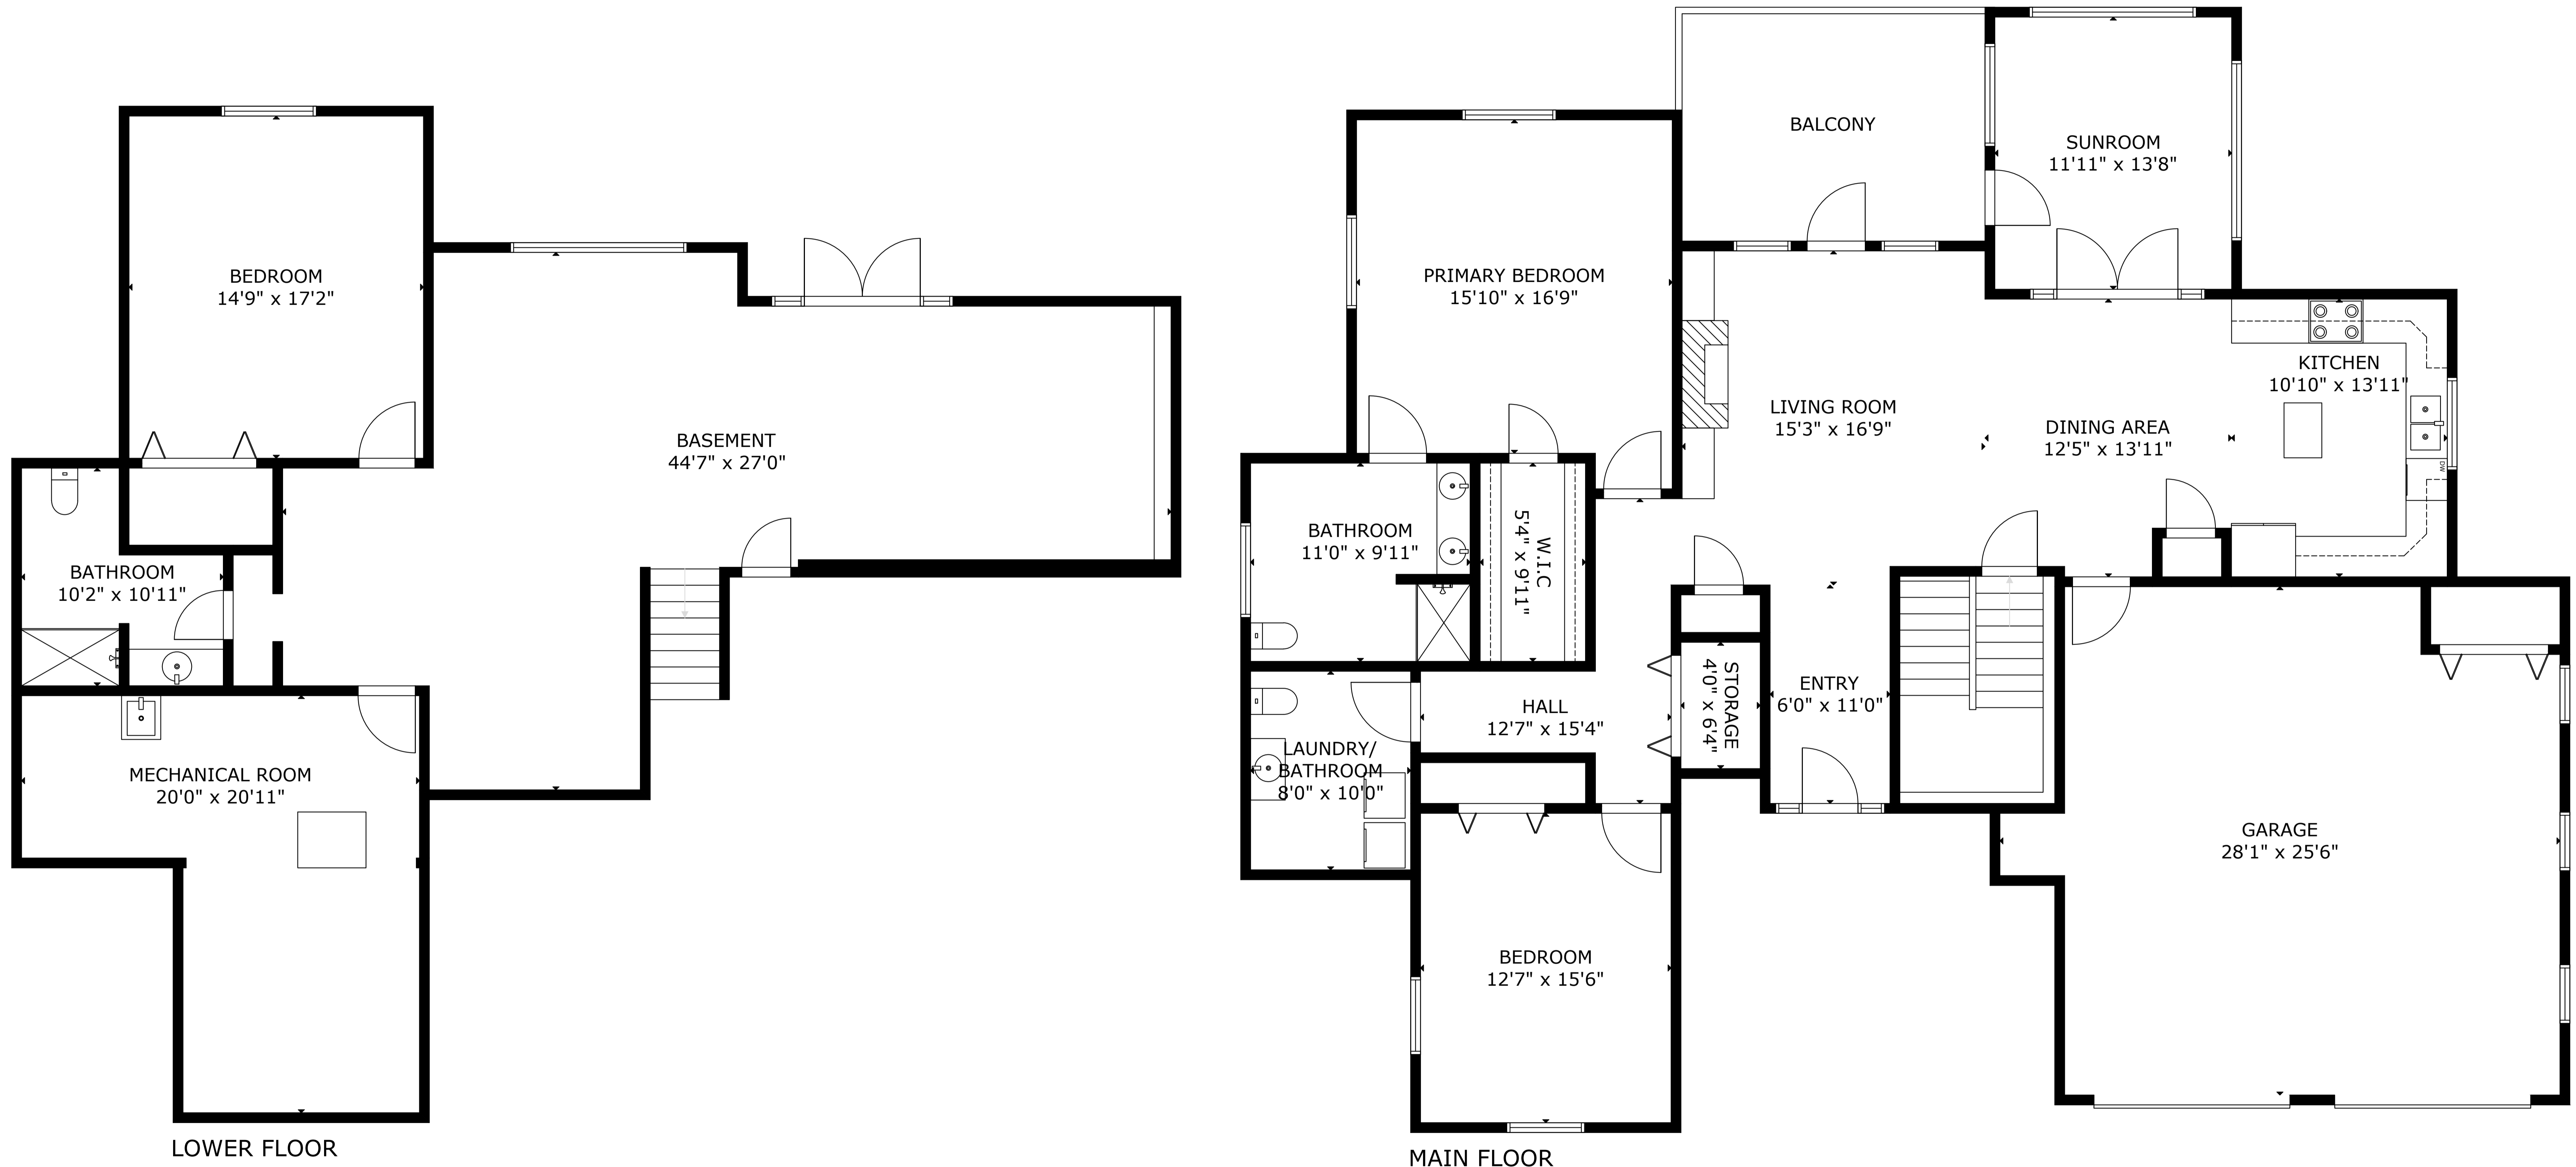 BEDROOM
14'9" x 17'2"
BASEMENT
44'7" x 27'0"
BATHROOM
10'2" x 10'11"
MECHANICAL ROOM
20'0" x 20'11"
LOWER FLOOR
BALCONY
SUNROOM
11'11" x 13'8"
PRIMARY BEDROOM
15'10" x 16'9"
KITCHEN
10'10" x 13'11"
LIVING ROOM
15'3" x 16'9"
DINING AREA
12'5" x 13'11"
DW
BATHROOM
11'0" x 9'11"
W.I.C
5'4" x 9'11"
STORAGE
4'0" x 6'4"
ENTRY
6'0" x 11'0"
HALL
12'7" x 15'4"
LAUNDRY/
BATHROOM
8'0" x 10'0"
GARAGE
28'1" x 25'6"
BEDROOM
12'7" x 15'6"
MAIN FLOOR